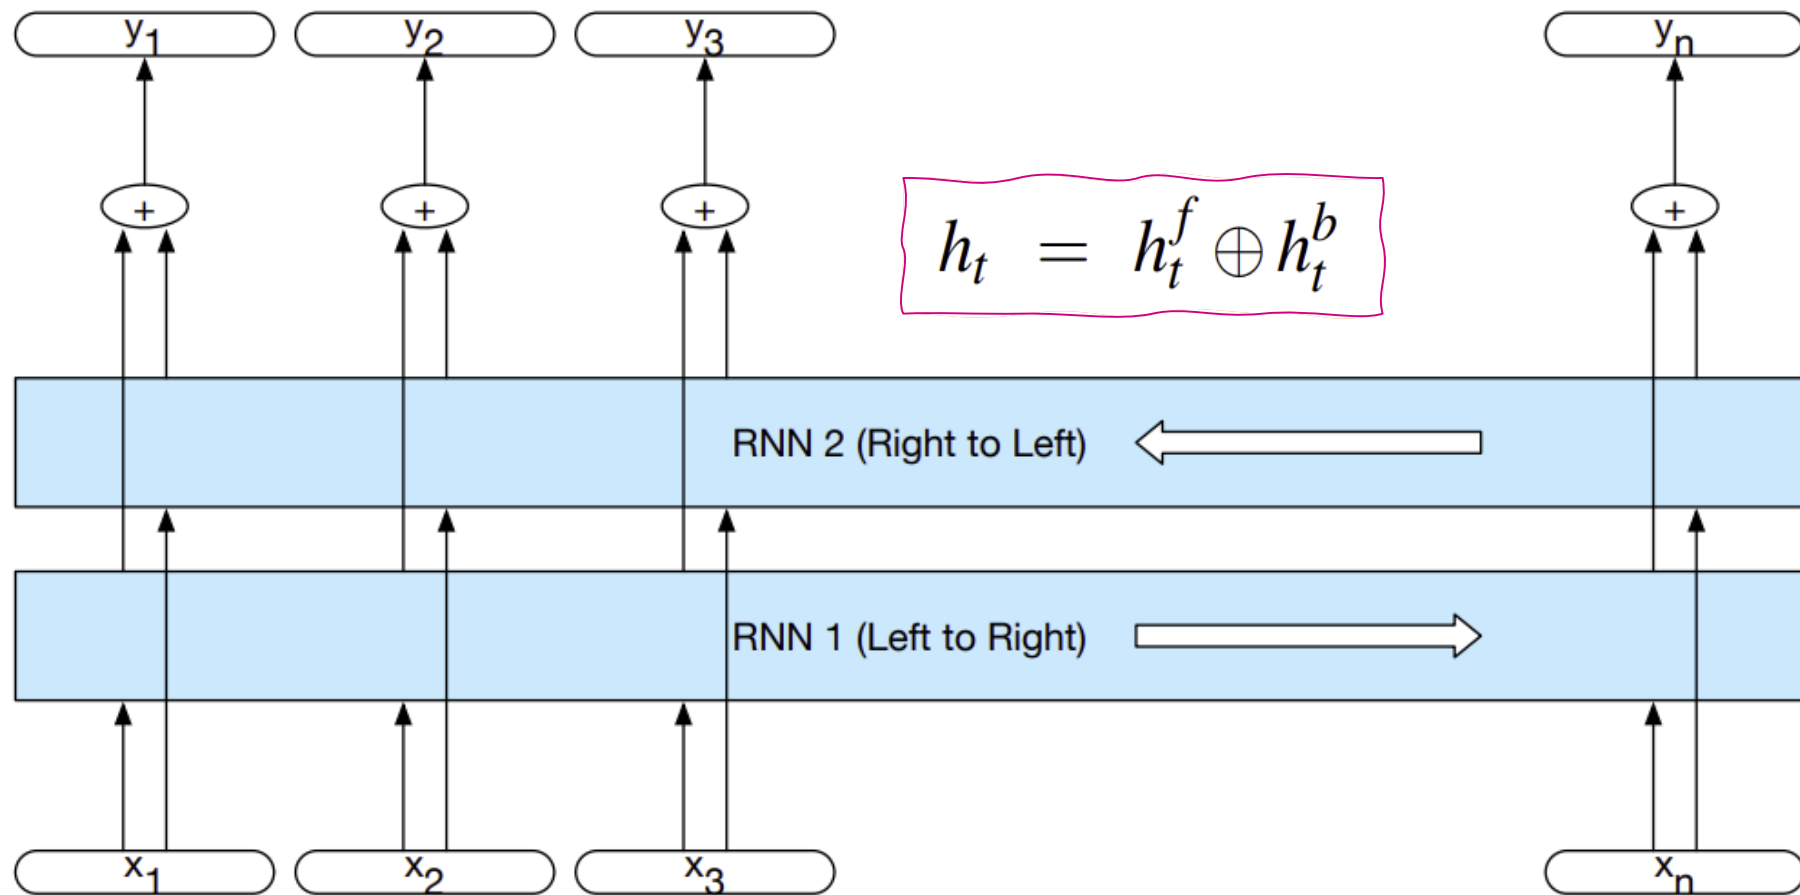 y₁ y₂ y₃ yₙ
+ + + +
hₜ = hₜᶠ ⊕ hₜᵇ
RNN 2 (Right to Left)
RNN 1 (Left to Right)
x₁ x₂ x₃ xₙ